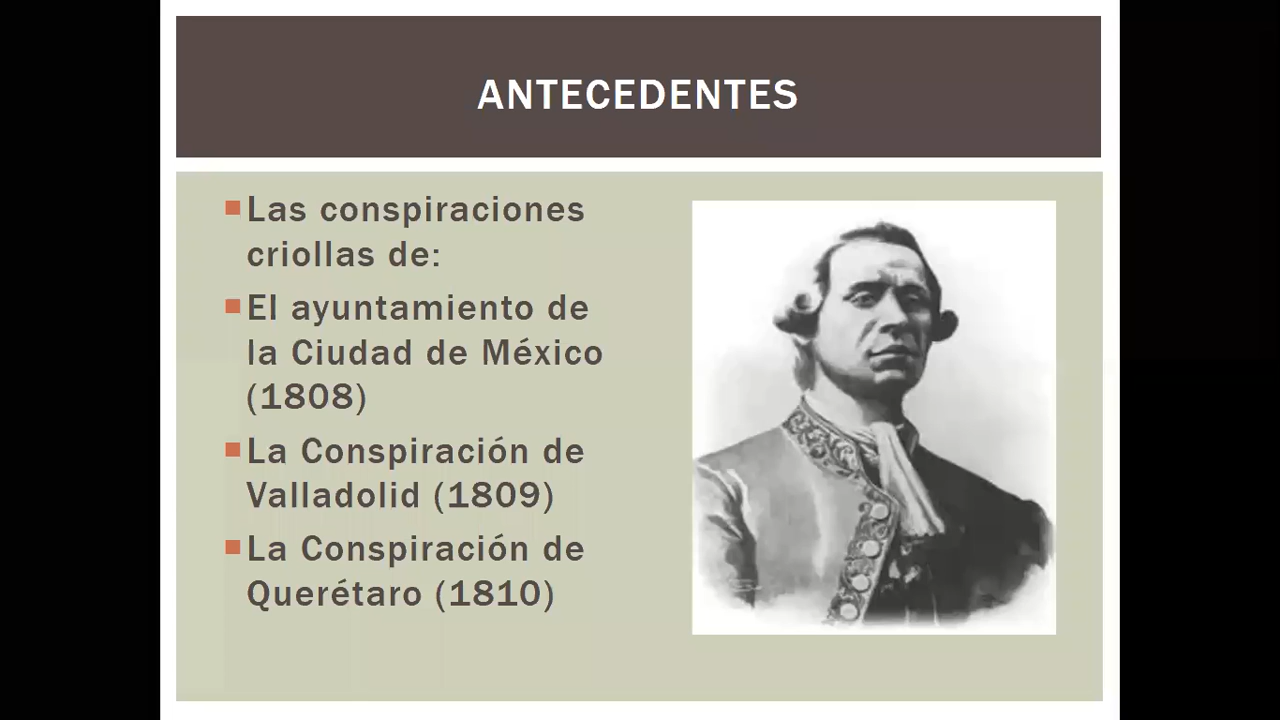 ANTECEDENTES
Las conspiraciones
criollas de:
El ayuntamiento de
la Ciudad de México
(1808)
La Conspiración de
Valladolid (1809)
La Conspiración de
Querétaro (1810)